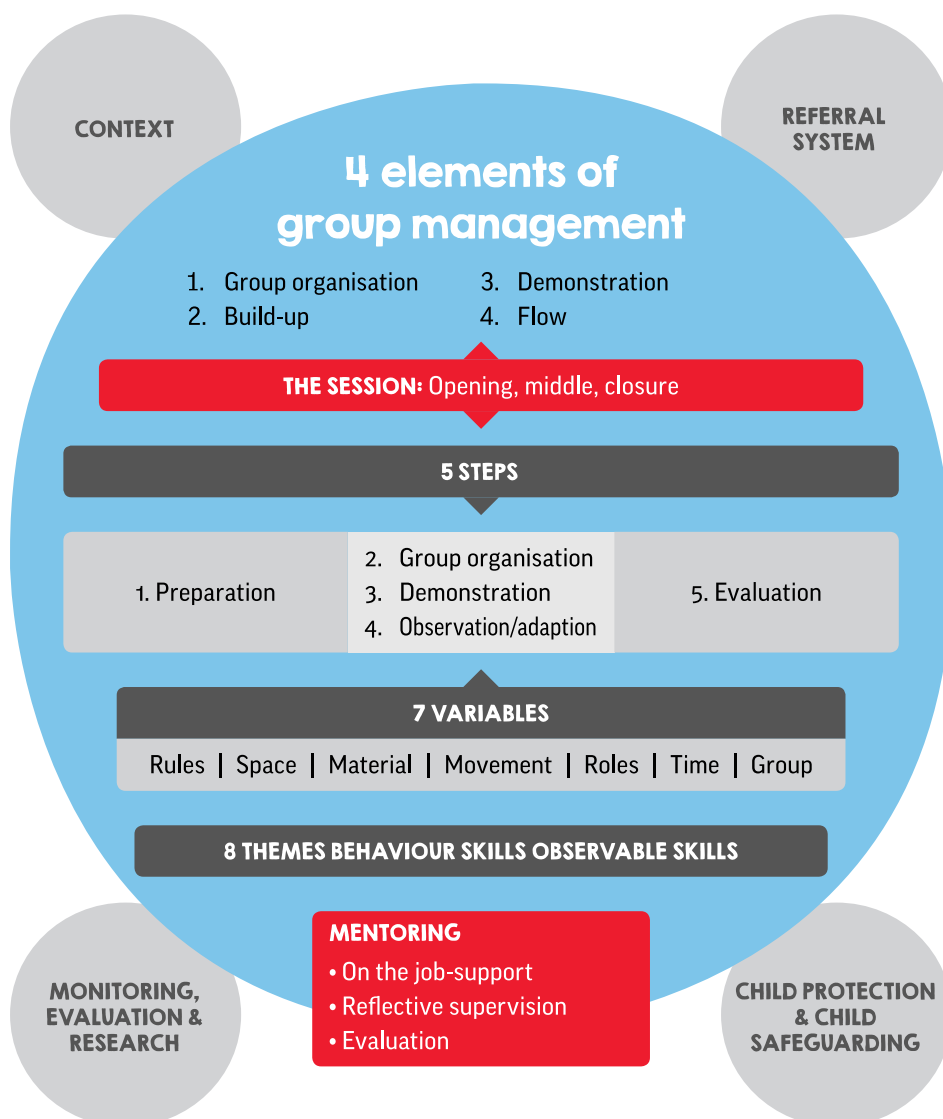 CONTEXT
REFERRAL
SYSTEM
4 elements of
group management
1. Group organisation
2. Build-up
3. Demonstration
4. Flow
THE SESSION: Opening, middle, closure
5 STEPS
1. Preparation
2. Group organisation
3. Demonstration
4. Observation/adaption
5. Evaluation
7 VARIABLES
Rules | Space | Material | Movement | Roles | Time | Group
8 THEMES BEHAVIOUR SKILLS OBSERVABLE SKILLS
MENTORING
• On the job-support
• Reflective supervision
• Evaluation
MONITORING,
EVALUATION &
RESEARCH
CHILD PROTECTION
& CHILD
SAFEGUARDING